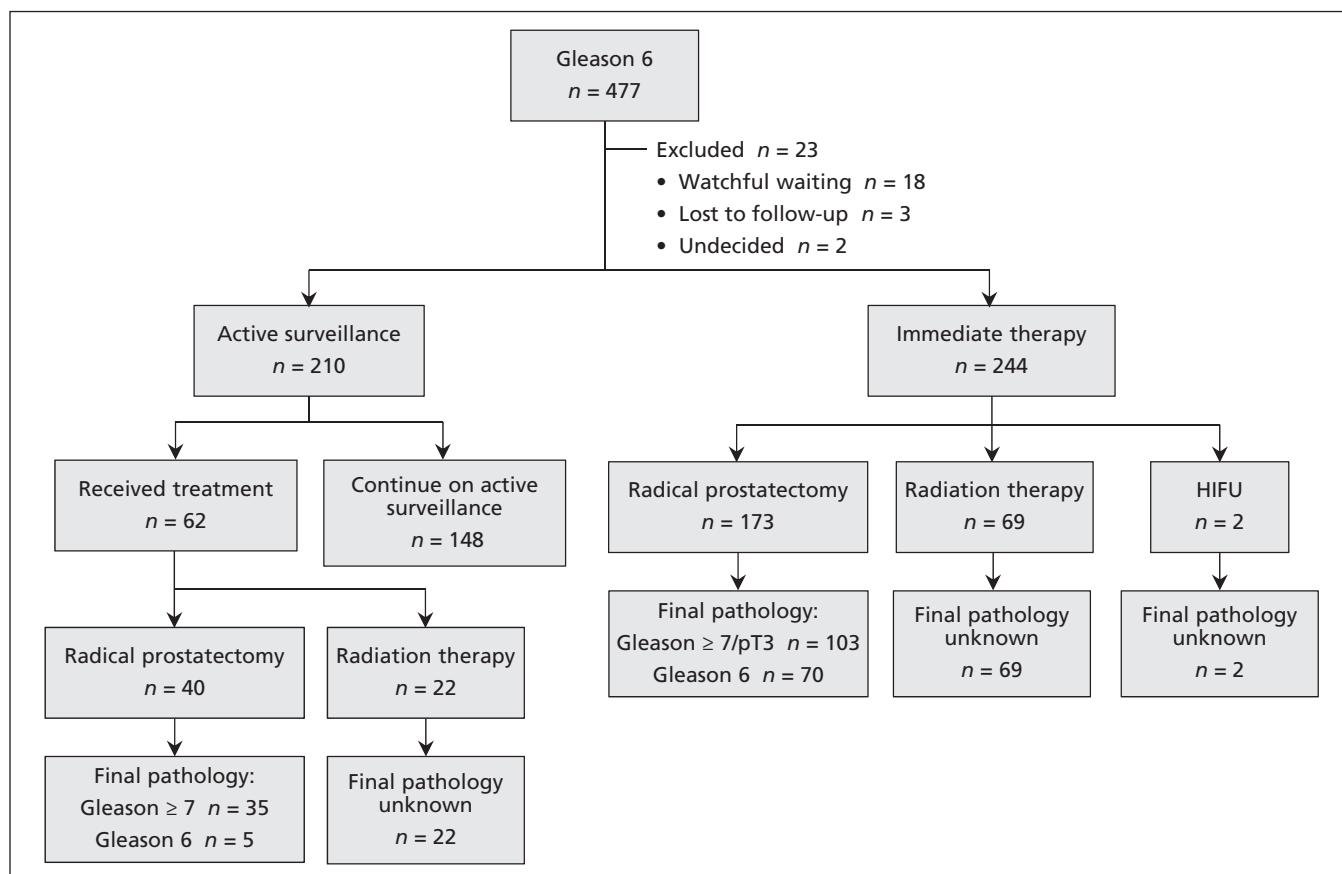 Gleason 6
n = 477
Excluded n = 23
• Watchful waiting n = 18
• Lost to follow-up n = 3
• Undecided n = 2
Active surveillance
n = 210
Immediate therapy
n = 244
Received treatment
n = 62
Continue on active
surveillance
n = 148
Radical prostatectomy
n = 173
Radiation therapy
n = 69
HIFU
n = 2
Radical prostatectomy
n = 40
Radiation therapy
n = 22
Final pathology:
Gleason ≥ 7/pT3 n = 103
Gleason 6 n = 70
Final pathology
unknown
n = 69
Final pathology
unknown
n = 2
Final pathology:
Gleason ≥ 7 n = 35
Gleason 6 n = 5
Final pathology
unknown
n = 22